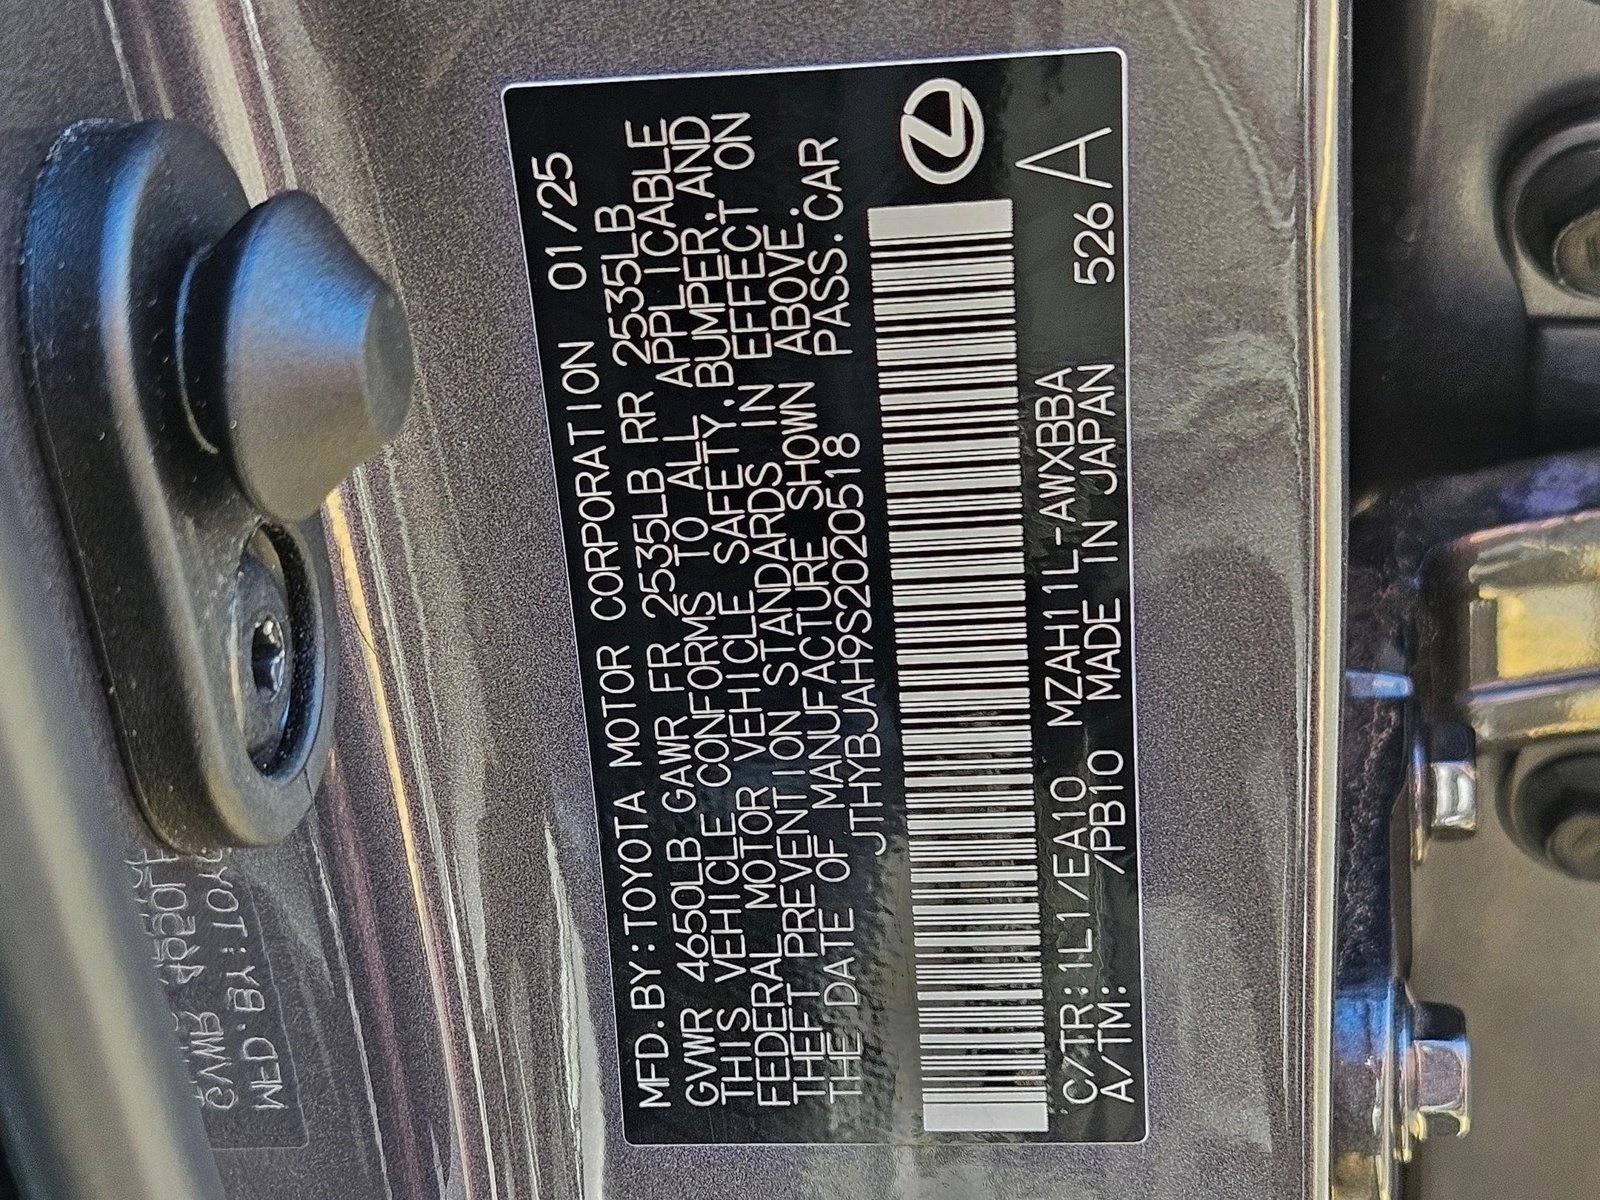 MFD.BY:TOYOTA MOTOR CORPORATION 01/25
GVWR 4650LB GAWR FR 2535LB RR 2535LB
THIS VEHICLE CONFORMS TO ALL APPLICABLE
FEDERAL MOTOR VEHICLE SAFETY,BUMPER,AND
THEFT PREVENTION STANDARDS IN EFFECT ON
THE DATE OF MANUFACTURE SHOWN ABOVE.
JTHYBJAH9S2020518 PASS.CAR
C/TR:1L1/EA10 MZAH11L-AWXBBA
A/TM: /PB10 MADE IN JAPAN 526 A